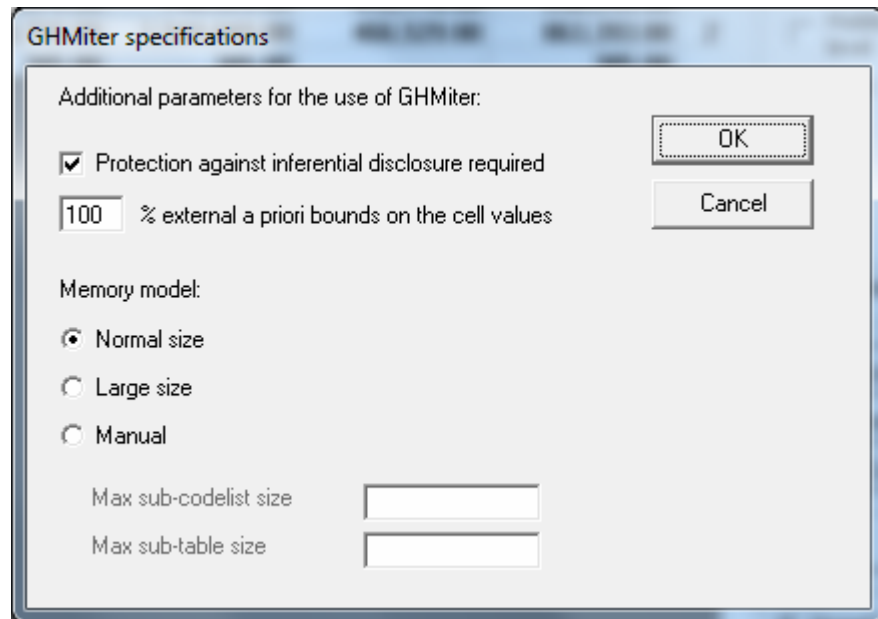 GHMiter specifications
Additional parameters for the use of GHMiter:
OK
Protection against inferential disclosure required
100 % external a priori bounds on the cell values
Cancel
Memory model:
Normal size
Large size
Manual
Max sub-codelist size
Max sub-table size